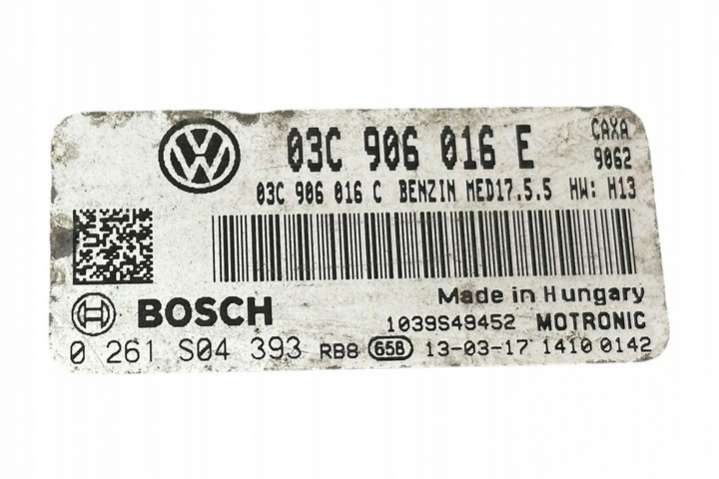 03C 906 016 E CAXA
9062
03C 906 016 C BENZIN MED17.5.5 HW: H13
Made in Hungary
BOSCH
1039S49452 MOTRONIC
0 261 S04 393 RB8 658 13-03-17 1410 0142